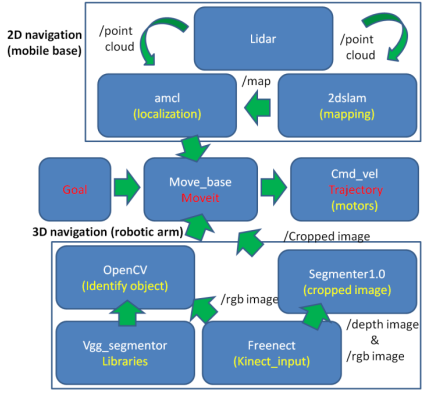 2D navigation
(mobile base)
/point
cloud
Lidar
/point
cloud
amcl
(localization)
/map
2dslam
(mapping)
Goal
Move_base
Moveit
Cmd_vel
Trajectory
(motors)
3D navigation (robotic arm)
/Cropped image
OpenCV
(Identify object)
/rgb image
Segmenter1.0
(cropped image)
Vgg_segmentor
Libraries
Freenect
(Kinect_input)
/depth image
&
/rgb image